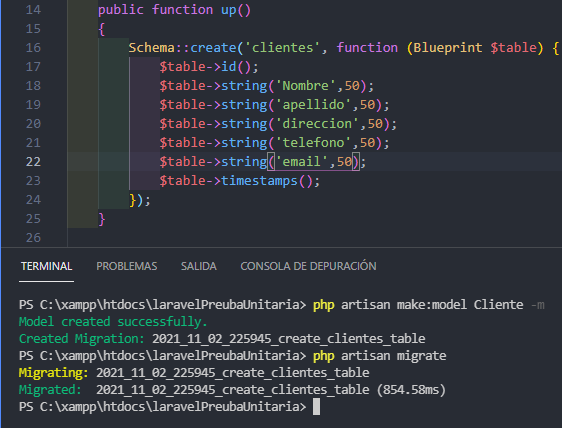 14 public function up()
15 {
16 Schema::create('clientes', function (Blueprint $table) {
17 $table->id();
18 $table->string('Nombre',50);
19 $table->string('apellido',50);
20 $table->string('direccion',50);
21 $table->string('telefono',50);
22 $table->string('email',50);
23 $table->timestamps();
24 });
25 }
26
TERMINAL PROBLEMAS SALIDA CONSOLA DE DEPURACIÓN
PS C:\xampp\htdocs\laravelPreubaUnitaria> php artisan make:model Cliente -m
Model created successfully.
Created Migration: 2021_11_02_225945_create_clientes_table
PS C:\xampp\htdocs\laravelPreubaUnitaria> php artisan migrate
Migrating: 2021_11_02_225945_create_clientes_table
Migrated:  2021_11_02_225945_create_clientes_table (854.58ms)
PS C:\xampp\htdocs\laravelPreubaUnitaria>